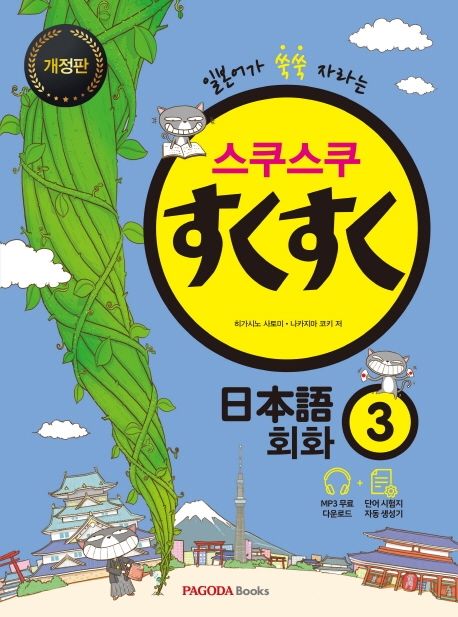 개정판
일본어가 쑥쑥 자라는
스쿠스쿠
すくすく
히가시노 사토미 · 나카지마 코키 저
日本語
회화
3
MP3 무료
다운로드
+
단어 시험지
자동 생성기
PAGODA Books